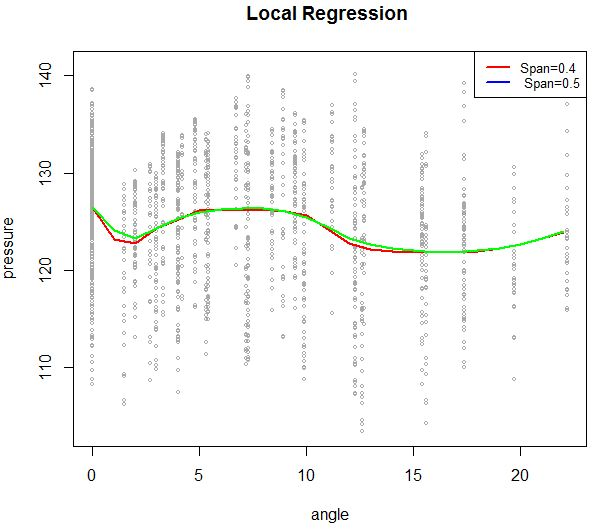 Local Regression
Span=0.4
Span=0.5
pressure
140
130
120
110
0 5 10 15 20
angle